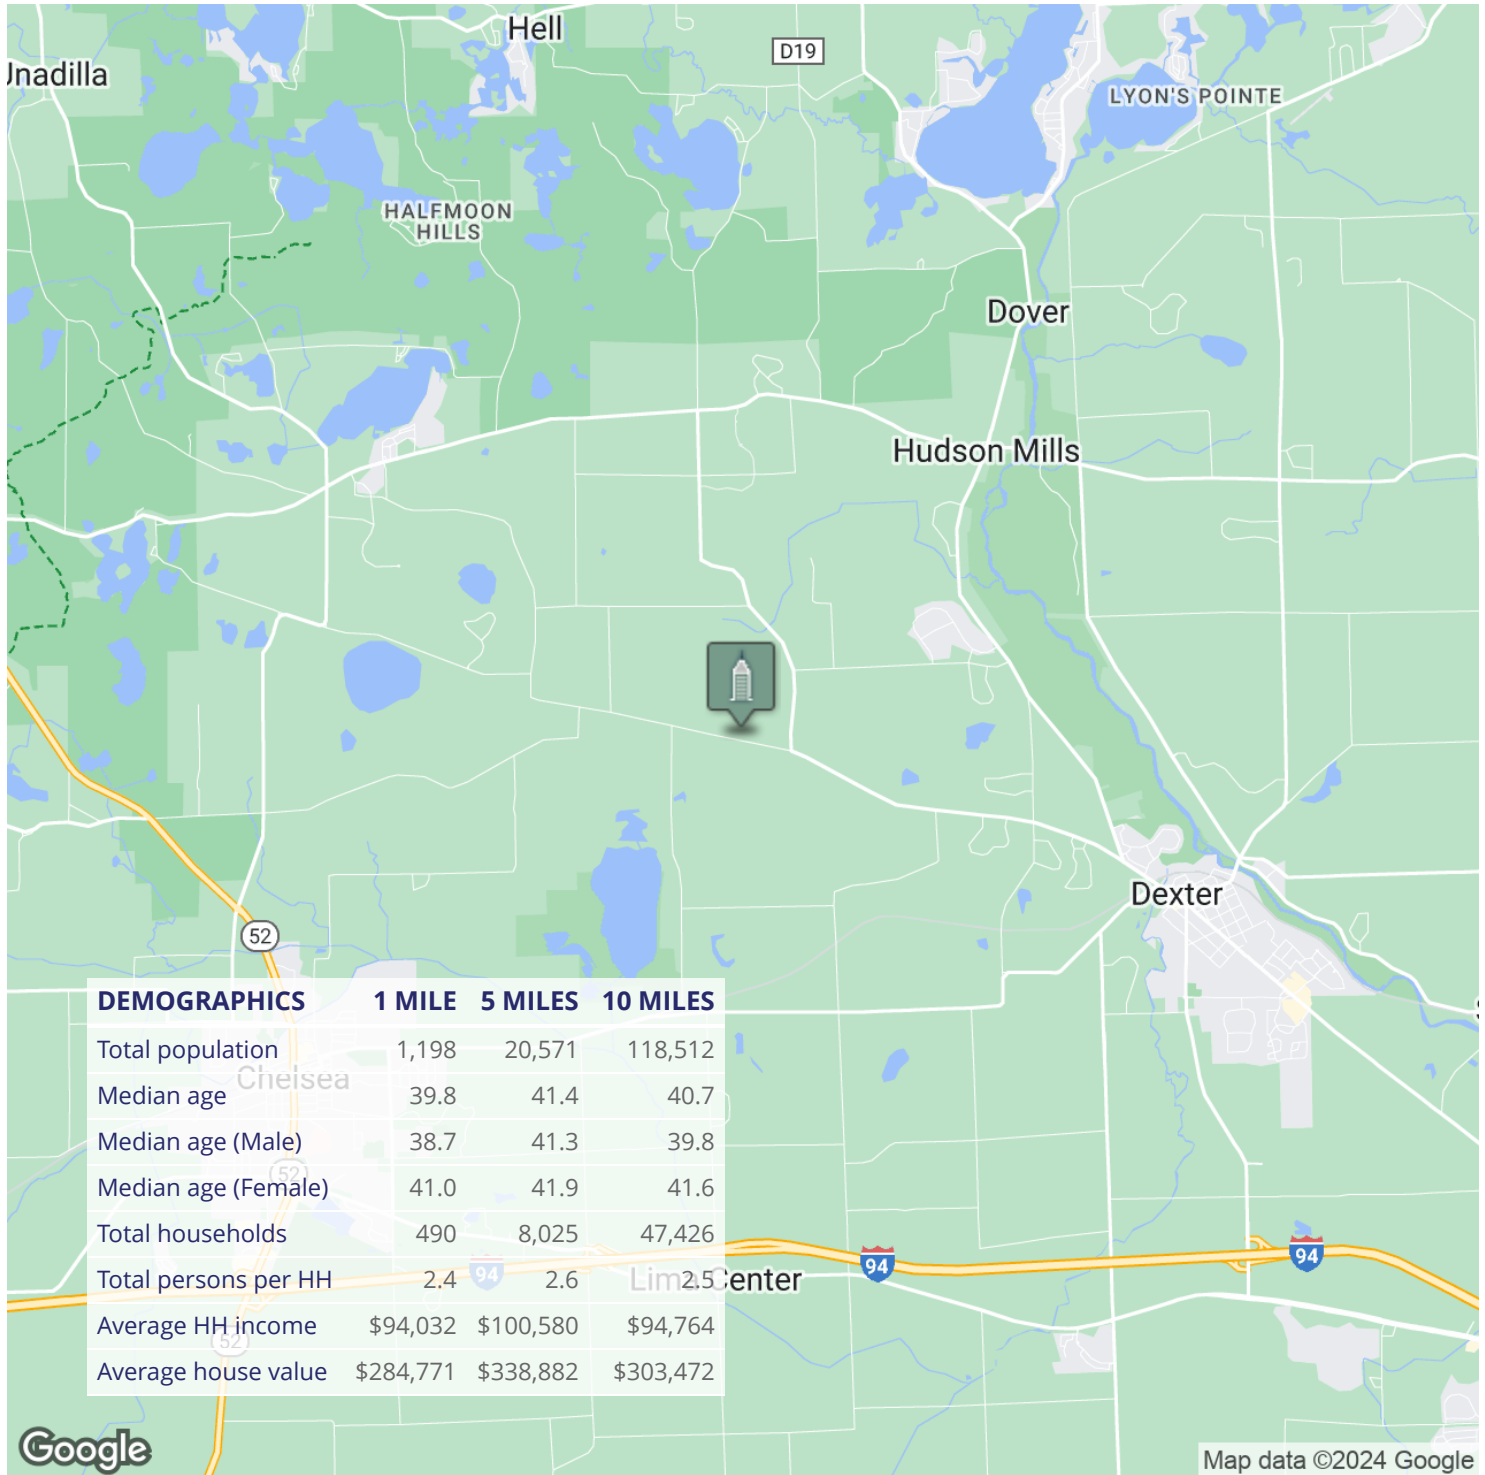 Hell
D19
Unadilla
LYON'S POINTE
HALFMOON
HILLS
Dover
Hudson Mills
Dexter
52
DEMOGRAPHICS 1 MILE 5 MILES 10 MILES
Total population 1,198 20,571 118,512
Chelsea
Median age 39.8 41.4 40.7
Median age (Male) 38.7 41.3 39.8
52
Median age (Female) 41.0 41.9 41.6
Total households 490 8,025 47,426
94
94
94
Total persons per HH 2.4 2.6 2.5
Lima Center
Average HH income $94,032 $100,580 $94,764
52
Average house value $284,771 $338,882 $303,472
Google
Map data ©2024 Google